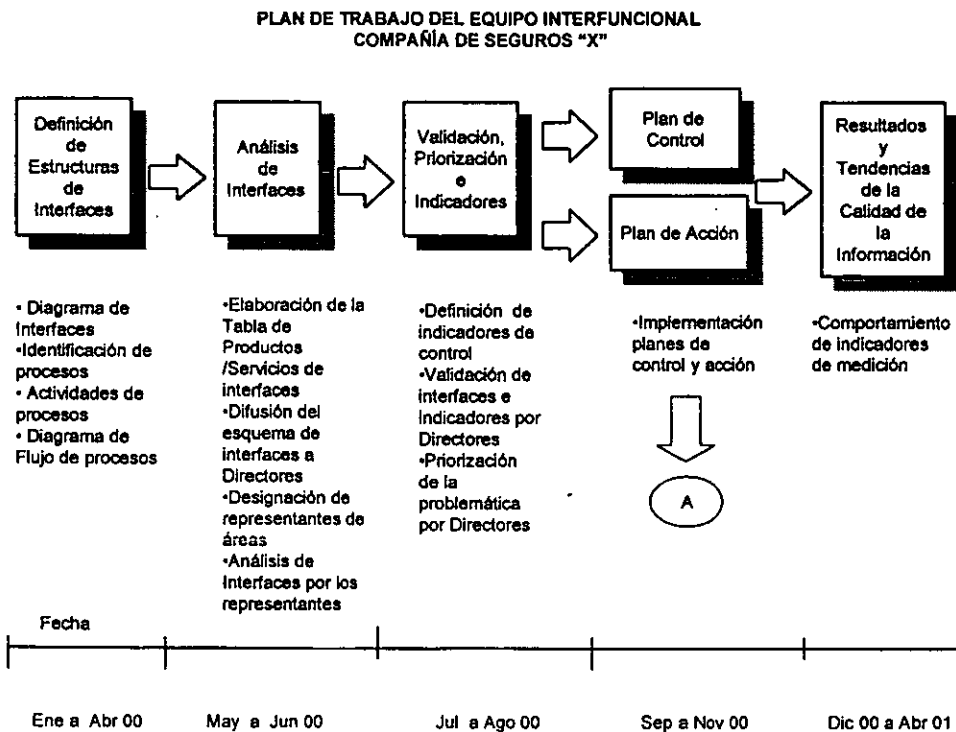 PLAN DE TRABAJO DEL EQUIPO INTERFUNCIONAL
COMPAÑÍA DE SEGUROS “X”
Definición
de
Estructuras
de
Interfaces
Análisis
de
Interfaces
Validación,
Priorización
e
Indicadores
Plan de
Control
Plan de Acción
Resultados
y
Tendencias
de la
Calidad de
la
Información
• Diagrama de
Interfaces
•Identificación de
procesos
• Actividades de
procesos
• Diagrama de
Flujo de procesos
•Elaboración de la
Tabla de
Productos
/Servicios de
interfaces
•Difusión del
esquema de
interfaces a
Directores
•Designación de
representantes de
áreas
•Análisis de
Interfaces por los
representantes
•Definición de
indicadores de
control
•Validación de
interfaces e
Indicadores por
Directores
•Priorización
de la
problemática
por Directores
•Implementación
planes de
control y acción
A
•Comportamiento
de indicadores
de medición
Fecha
Ene a Abr 00
May a Jun 00
Jul a Ago 00
Sep a Nov 00
Dic 00 a Abr 01